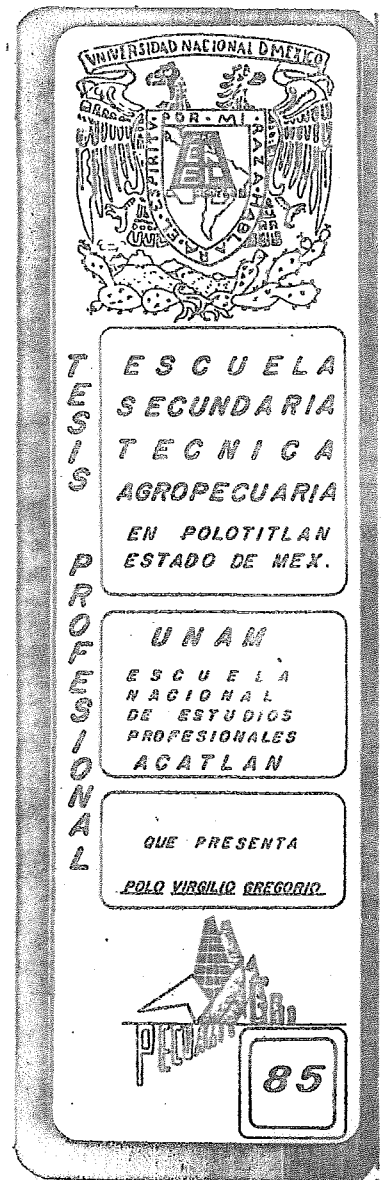 UNIVERSIDAD NACIONAL D MEXICO
POR · MI · RAZA · HABLARA · EL · ESPIRITU
TESIS PROFESIONAL
ESCUELA
SECUNDARIA
TECNICA
AGROPECUARIA
EN POLOTITLAN
ESTADO DE MEX.
UNAM
ESCUELA
NACIONAL
DE ESTUDIOS
PROFESIONALES
ACATLAN
QUE PRESENTA
POLO VIRGILIO GREGORIO
85